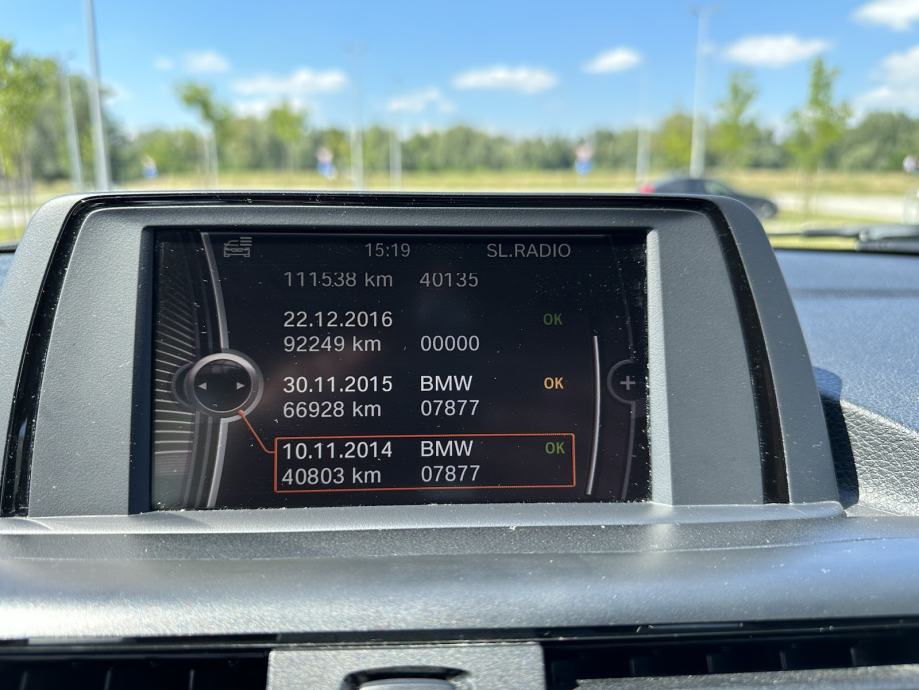 15:19 SL.RADIO
111538 km 40135
22.12.2016 OK
92249 km 00000
30.11.2015 BMW OK
66928 km 07877
10.11.2014 BMW OK
40803 km 07877